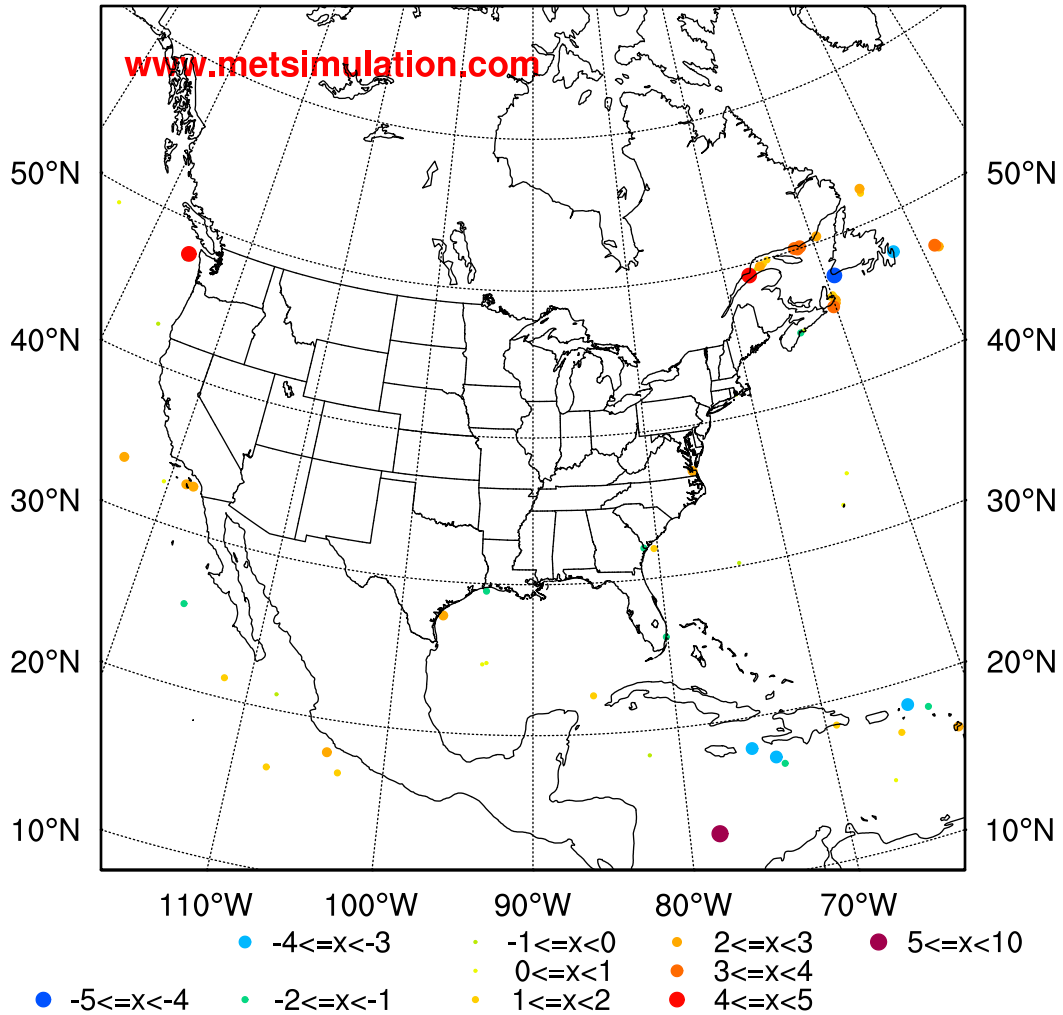 www.metsimulation.com
50°N 50°N
40°N 40°N
30°N 30°N
20°N 20°N
10°N 10°N
110°W 100°W 90°W 80°W 70°W
-4<=x<-3 -1<=x<0 2<=x<3 5<=x<10
0<=x<1 3<=x<4
-5<=x<-4 -2<=x<-1 1<=x<2 4<=x<5